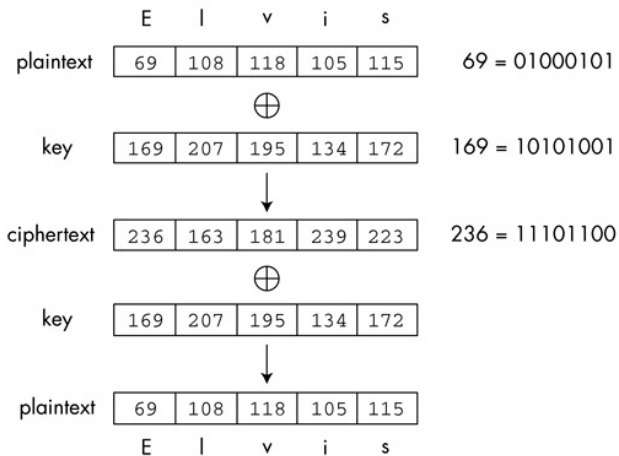 E l v i s
plaintext 69 108 118 105 115 69 = 01000101
⊕
key 169 207 195 134 172 169 = 10101001
ciphertext 236 163 181 239 223 236 = 11101100
⊕
key 169 207 195 134 172
plaintext 69 108 118 105 115
E l v i s